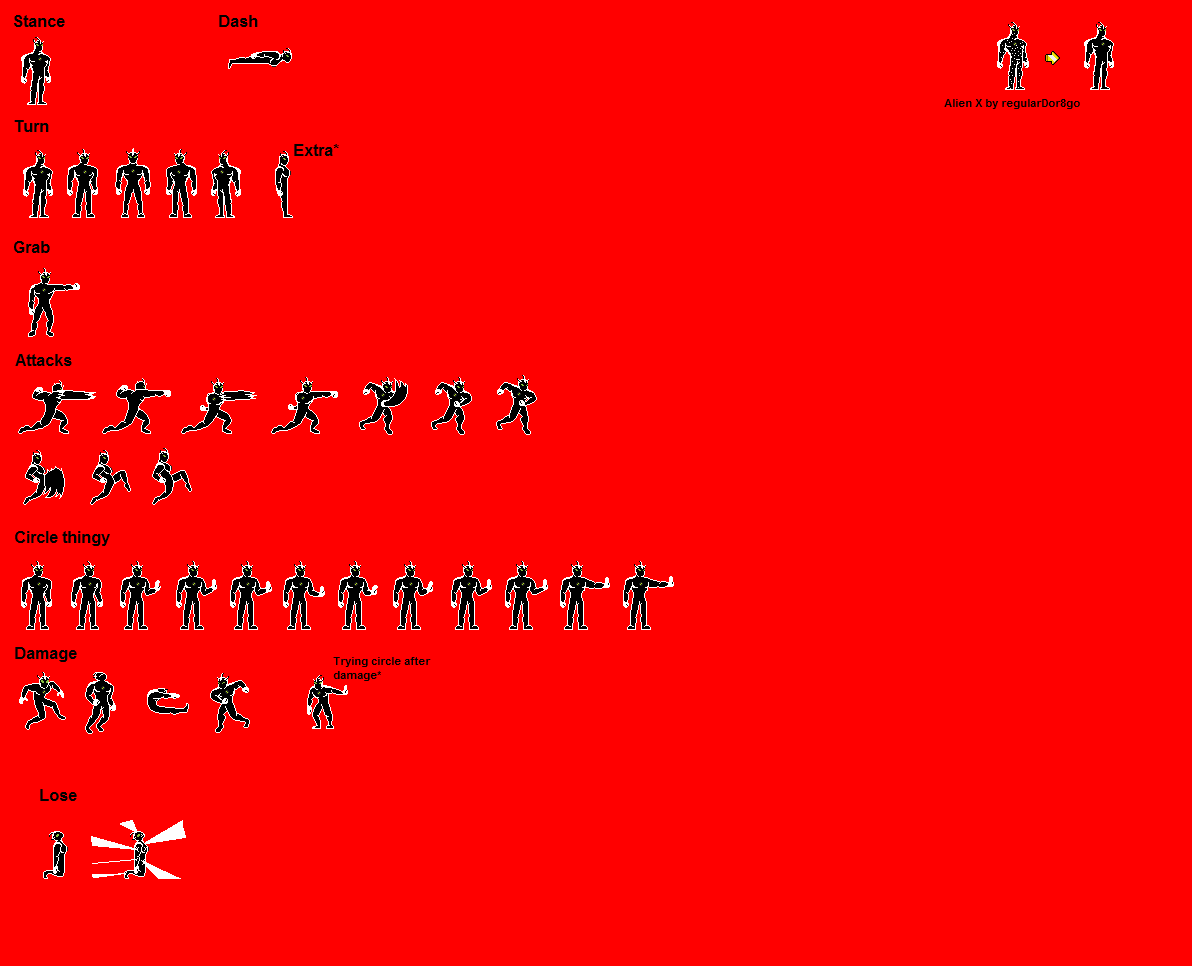 Stance
Dash
Alien X by regularDor8go
Turn
Extra*
Grab
Attacks
Circle thingy
Damage
Trying circle after
damage*
Lose